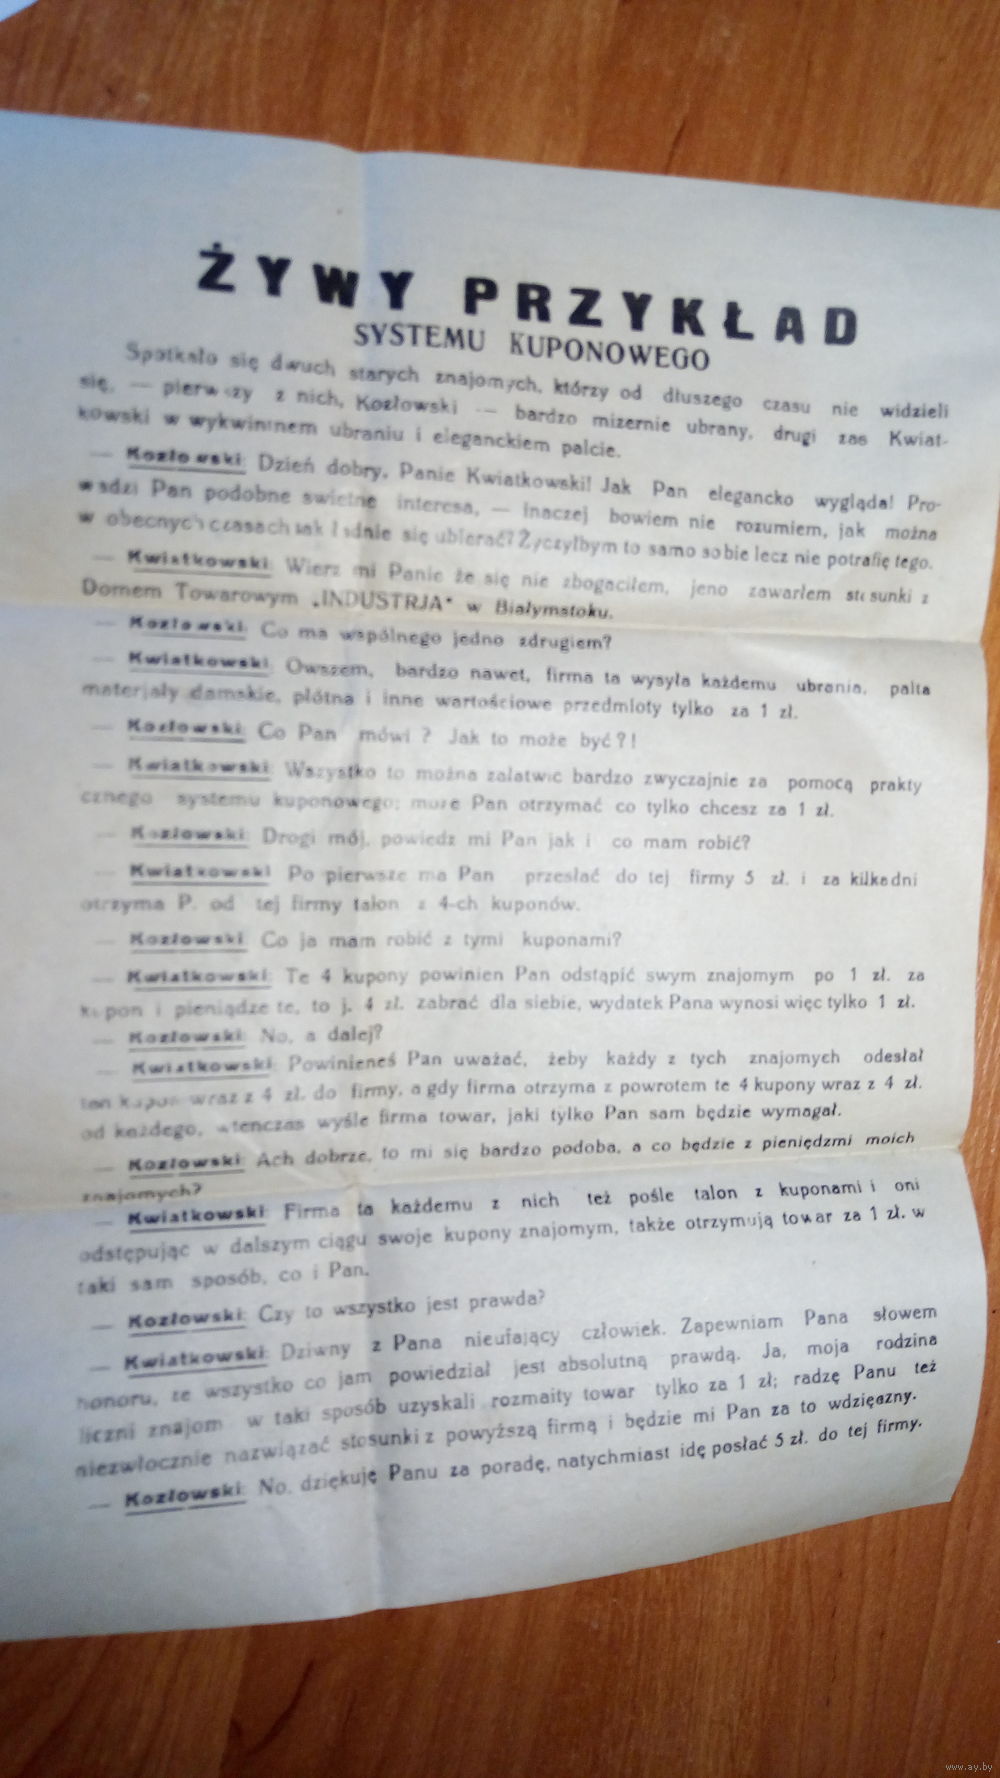 ŻYWY PRZYKŁAD
SYSTEMU KUPONOWEGO
Spotkało się dwuch starych znajomych, którzy od dłuszego czasu nie widzieli
się, — pierwszy z nich, Kozłowski — bardzo mizernie ubrany, drugi zas Kwiat-
kowski w wykwintnem ubraniu i eleganckiem palcie.
— Kozłowski: Dzień dobry, Panie Kwiatkowski! Jak Pan elegancko wygląda! Pro-
wadzi Pan podobne swietne interesa, — inaczej bowiem nie rozumiem, jak można
w obecnych czasach tak ładnie się ubierać? Życzyłbym to samo sobie lecz nie potrafię tego.
— Kwiatkowski: Wierz mi Panie że się nie zbogaciłem, jeno zawarłem stosunki z
Domem Towarowym „INDUSTRJA" w Białymstoku.
— Kozłowski: Co ma wspólnego jedno zdrugiem?
— Kwiatkowski: Owszem, bardzo nawet, firma ta wysyła każdemu ubrania, palta
materjały damskie, płótna i inne wartościowe przedmioty tylko za 1 zł.
— Kozłowski: Co Pan mówi ? Jak to może być?!
— Kwiatkowski: Wszystko to można załatwic bardzo zwyczajnie za pomocą prakty
cznego systemu kuponowego; może Pan otrzymać co tylko chcesz za 1 zł.
— Kozłowski: Drogi mój, powiedz mi Pan jak i co mam robić?
— Kwiatkowski Po pierwsze ma Pan przesłać do tej firmy 5 zł. i za kilka dni
otrzyma P. od tej firmy talon z 4-ch kuponów.
— Kozłowski: Co ja mam robić z tymi kuponami?
— Kwiatkowski: Te 4 kupony powinien Pan odstąpić swym znajomym po 1 zł. za
kupon i pieniądze te, to j. 4 zł. zabrać dla siebie, wydatek Pana wynosi więc tylko 1 zł.
— Kozłowski: No, a dalej?
— Kwiatkowski: Powinieneś Pan uważać, żeby każdy z tych znajomych odesłał
ten kupon wraz z 4 zł. do firmy, a gdy firma otrzyma z powrotem te 4 kupony wraz z 4 zł.
od każdego, wtenczas wyśle firma towar, jaki tylko Pan sam będzie wymagał.
— Kozłowski: Ach dobrze, to mi się bardzo podoba, a co będzie z pieniędzmi moich
znajomych?
— Kwiatkowski: Firma ta każdemu z nich też pośle talon z kuponami i oni
odstępując w dalszym ciągu swoje kupony znajomym, także otrzymują towar za 1 zł. w
taki sam sposób, co i Pan.
— Kozłowski: Czy to wszystko jest prawda?
— Kwiatkowski: Dziwny z Pana nieufający człowiek. Zapewniam Pana słowem
honoru, że wszystko co jam powiedział jest absolutną prawdą. Ja, moja rodzina
liczni znajom w taki sposób uzyskali rozmaity towar tylko za 1 zł; radzę Panu też
niezwłocznie nazwiązać stosunki z powyższą firmą i będzie mi Pan za to wdzięczny.
— Kozłowski: No, dziękuję Panu za poradę, natychmiast idę posłać 5 zł. do tej firmy.
www.ay.by